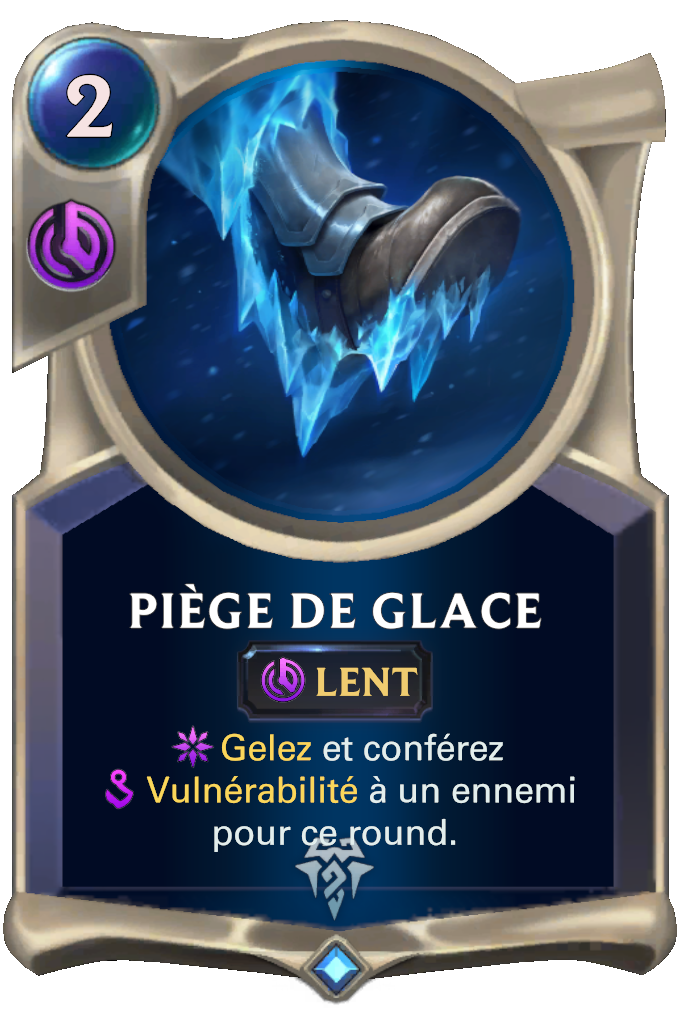 2
PIÈGE DE GLACE
LENT
Gelez et conférez
Vulnérabilité à un ennemi
pour ce round.